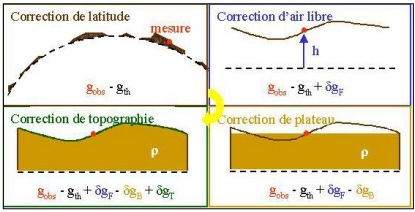 Correction de latitude
mesure
g_obs - g_th
Correction d'air libre
h
g_obs - g_th + δg_F
Correction de topographie
ρ
g_obs - g_th + δg_F - δg_B + δg_T
Correction de plateau
ρ
g_obs - g_th + δg_F - δg_B